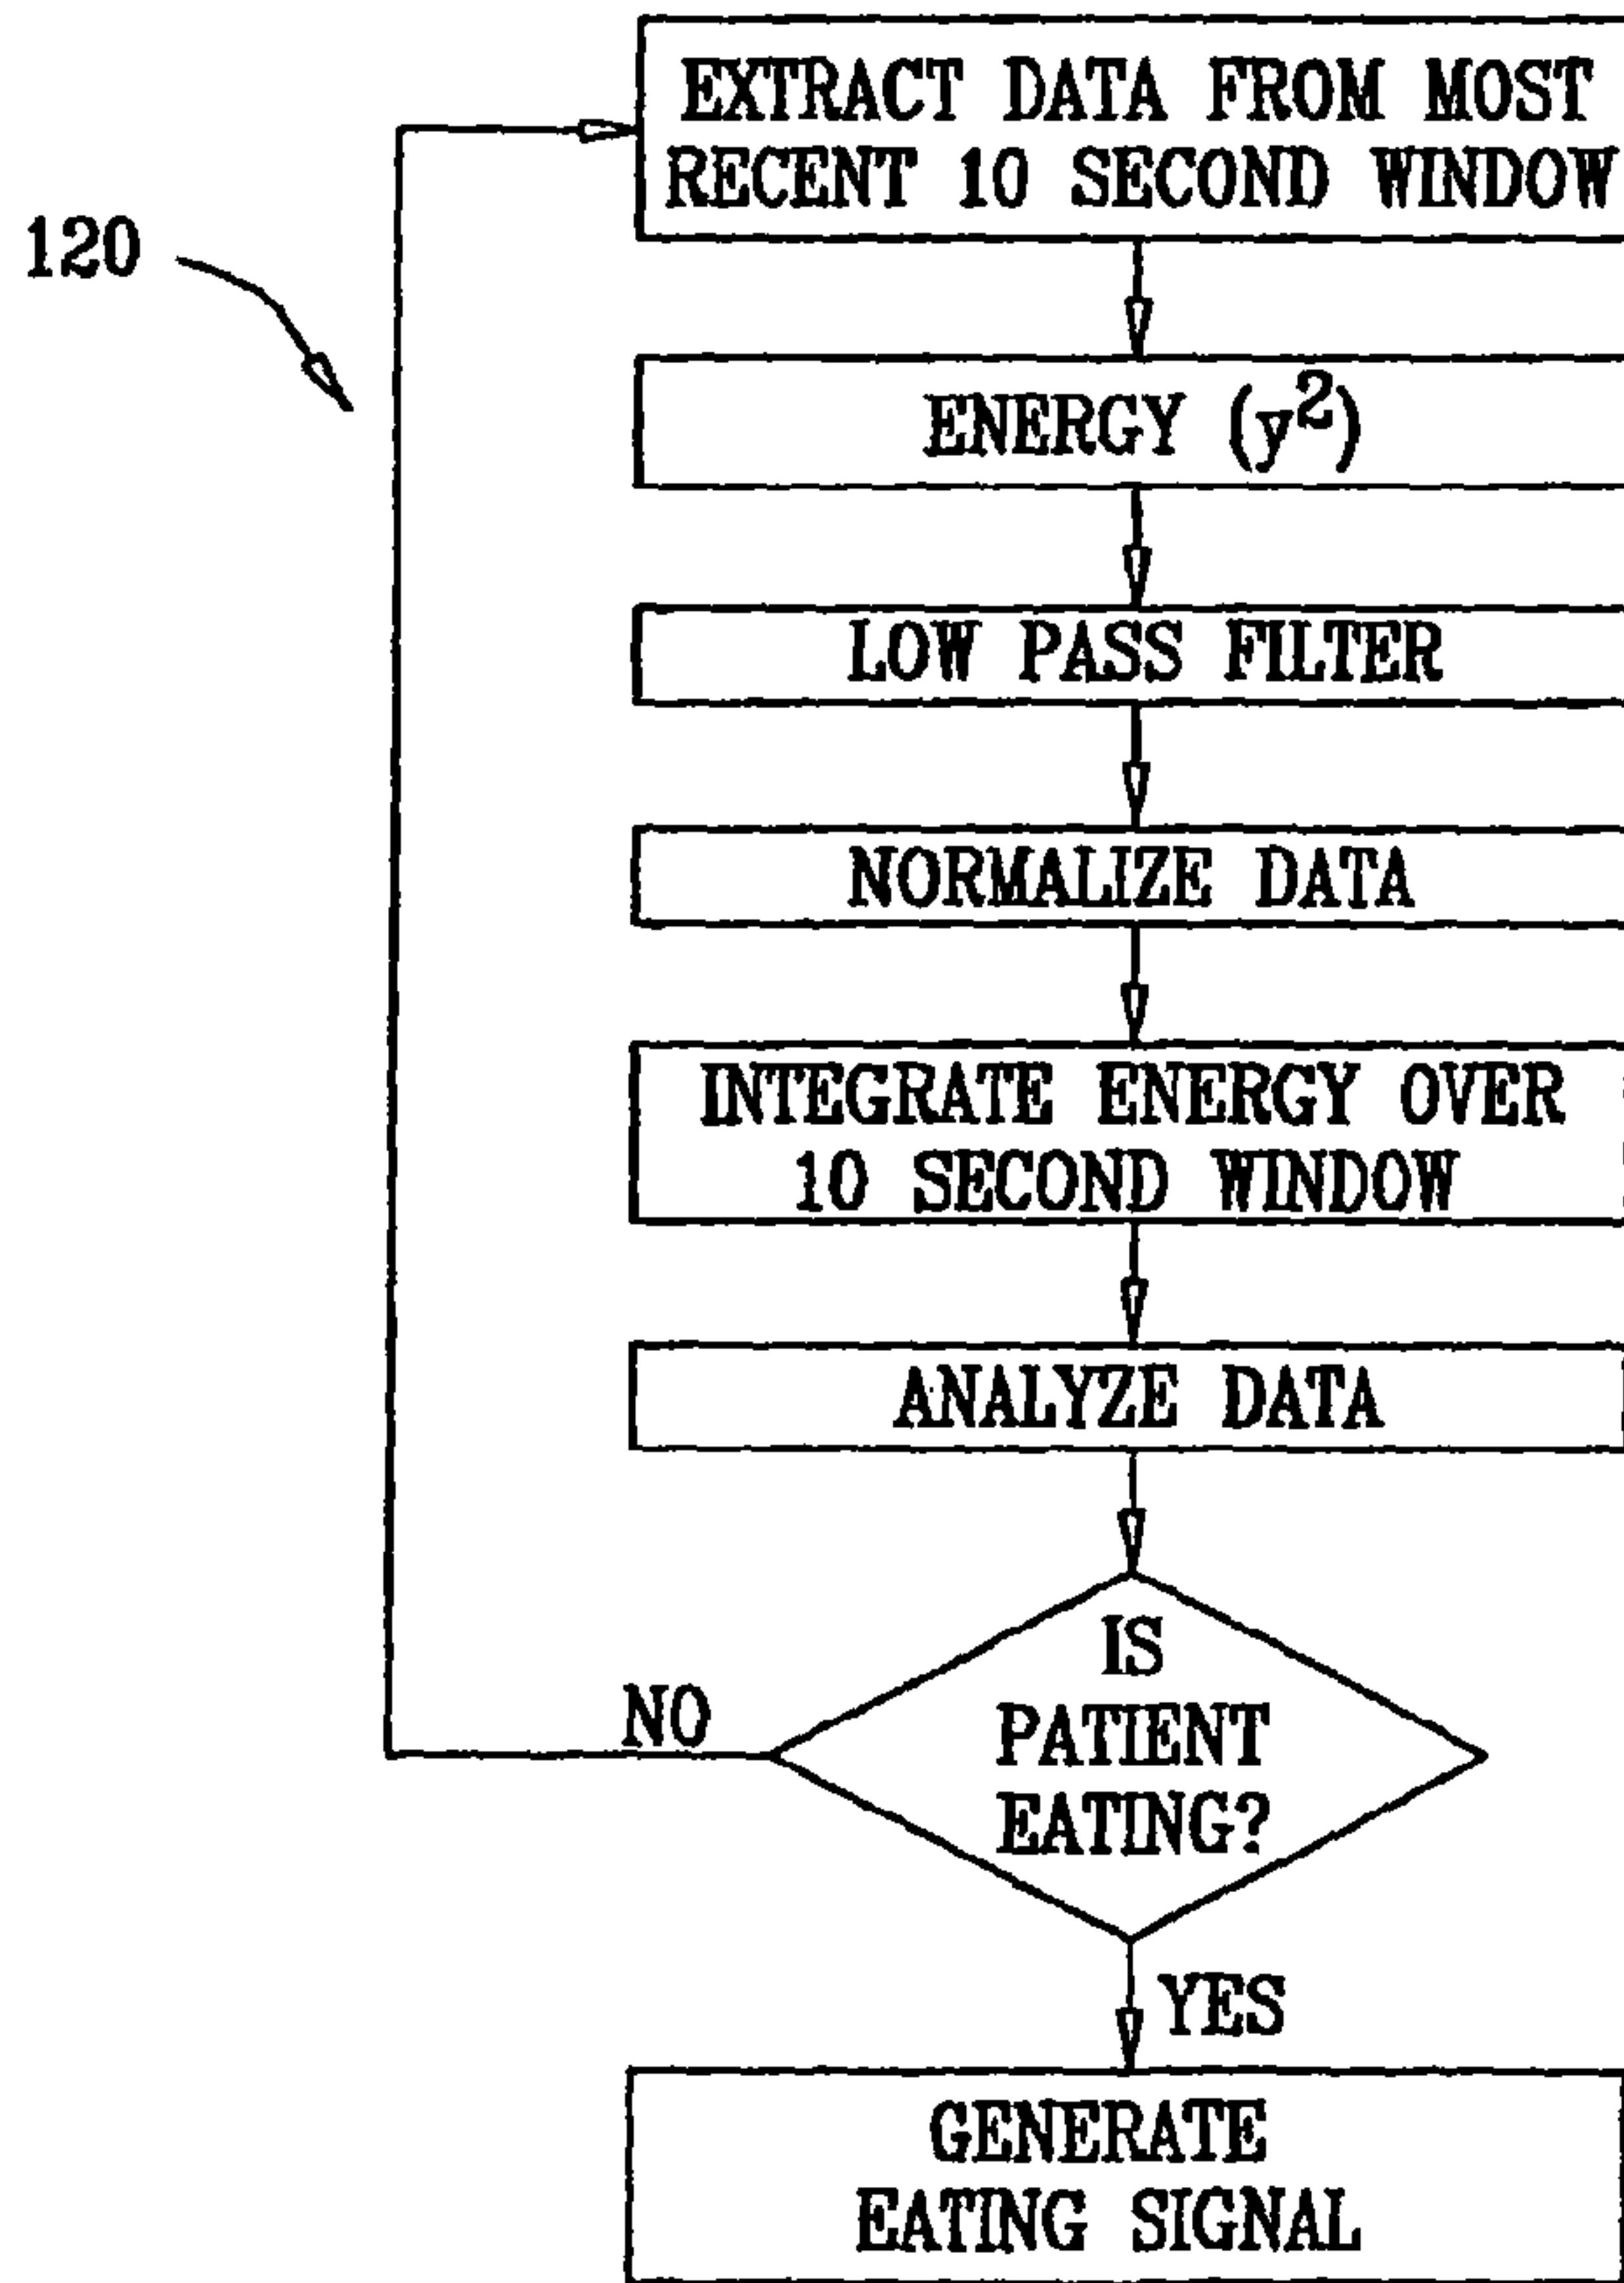 EXTRACT DATA FROM MOST
RECENT 10 SECOND WINDOW
120
ENERGY (y²)
LOW PASS FILTER
NORMALIZE DATA
INTEGRATE ENERGY OVER
10 SECOND WINDOW
ANALYZE DATA
IS
PATIENT
EATING?
NO
YES
GENERATE
EATING SIGNAL